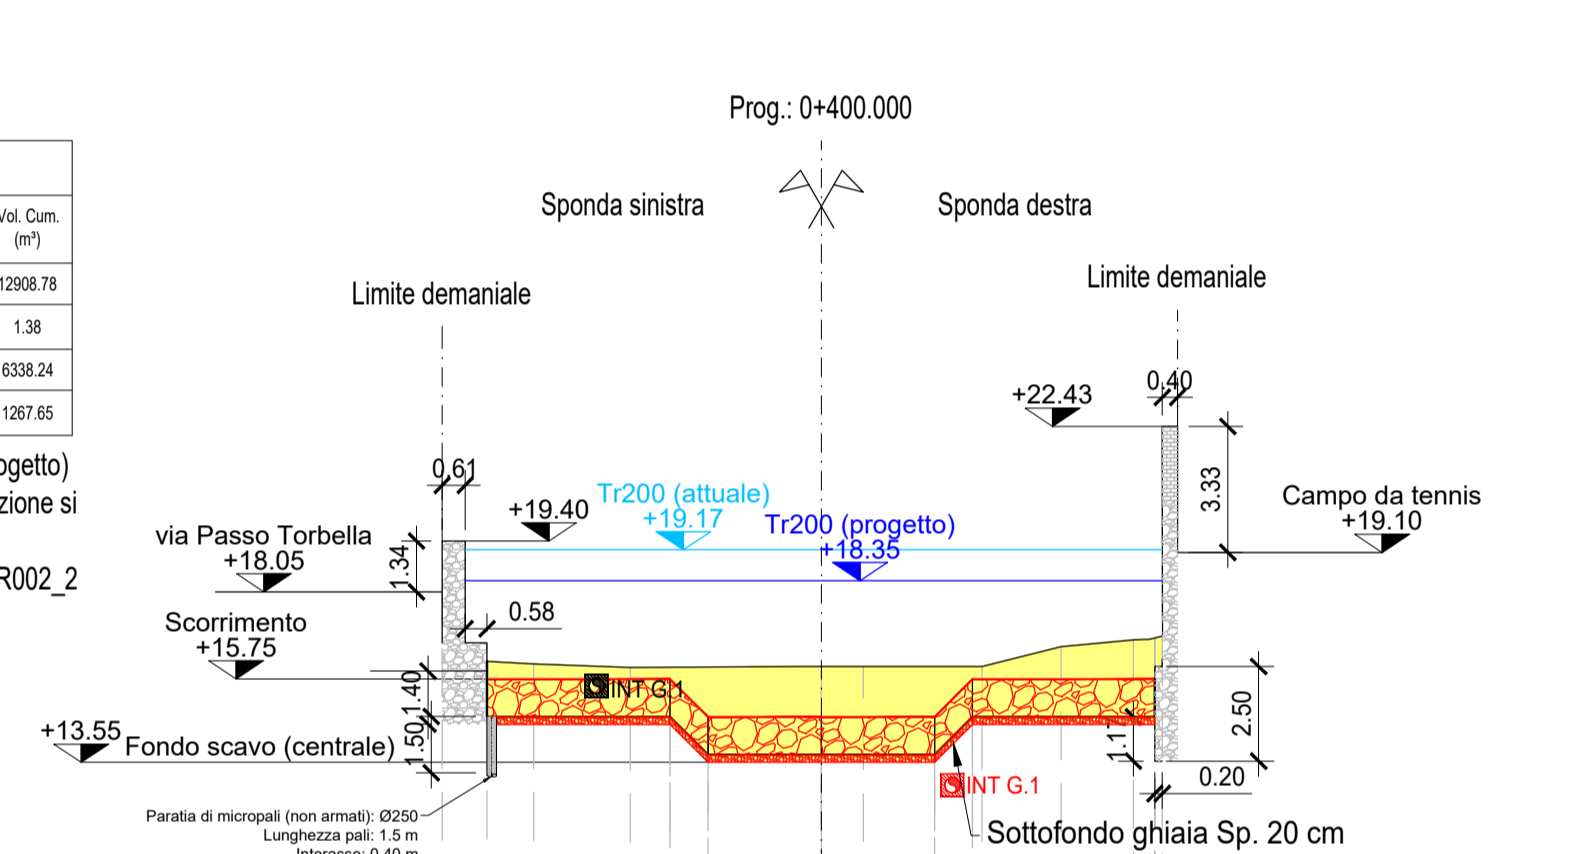 Prog.: 0+400.000
Sponda sinistra
Sponda destra
Limite demaniale
Limite demaniale
Vol. Cum.
(m³)
12908.78
1.38
6338.24
1267.65
ogetto)
zione si
R002_2
0.40
+22.43
3.33
Campo da tennis
+19.10
0.61
+19.40
Tr200 (attuale)
+19.17
Tr200 (progetto)
+18.35
via Passo Torbella
+18.05
1.34
0.58
Scorrimento
+15.75
1.40
INT G.1
+13.55
Fondo scavo (centrale)
1.50
2.50
0.20
INT G.1
Paratia di micropali (non armati): Ø250
Lunghezza pali: 1.5 m
Interasse: 0.40 m
Sottofondo ghiaia Sp. 20 cm